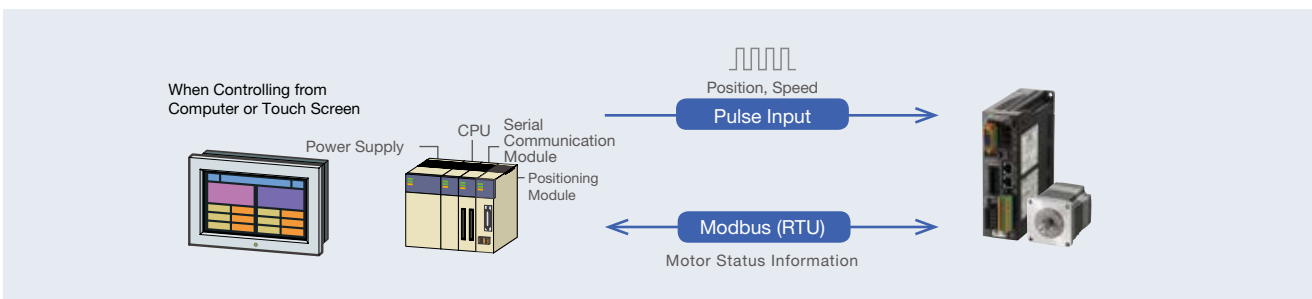 When Controlling from
Computer or Touch Screen
Power Supply
CPU
Serial
Communication
Module
Positioning
Module
Position, Speed
Pulse Input
Modbus (RTU)
Motor Status Information